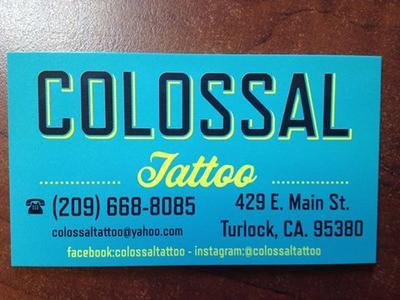 COLOSSAL
Tattoo
☎ (209) 668-8085
colossaltattoo@yahoo.com
429 E. Main St.
Turlock, CA. 95380
facebook:colossaltattoo - instagram:@colossaltattoo